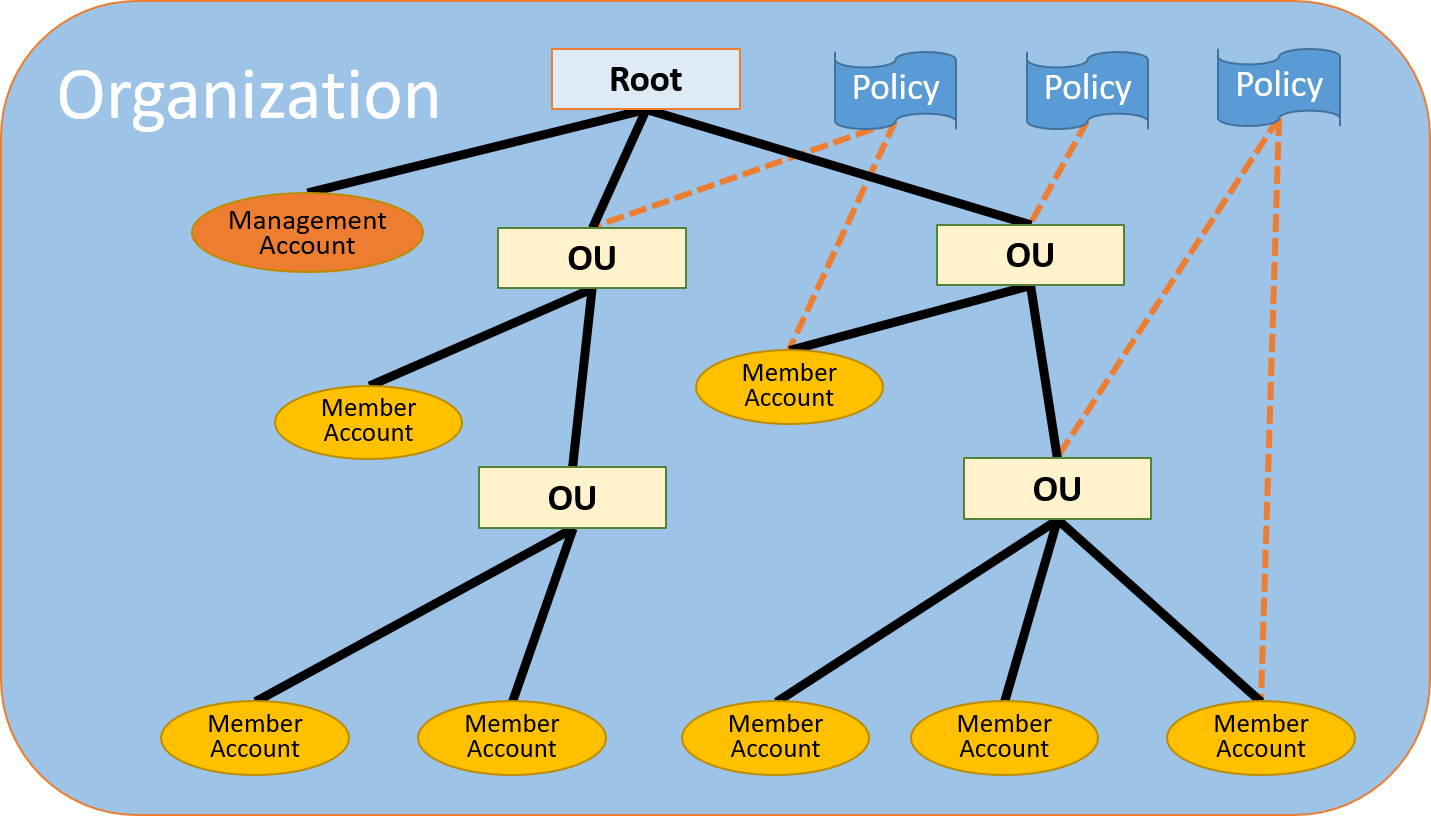 Organization
Root
Policy
Policy
Policy
Management
Account
OU
OU
Member
Account
Member
Account
OU
OU
Member
Account
Member
Account
Member
Account
Member
Account
Member
Account